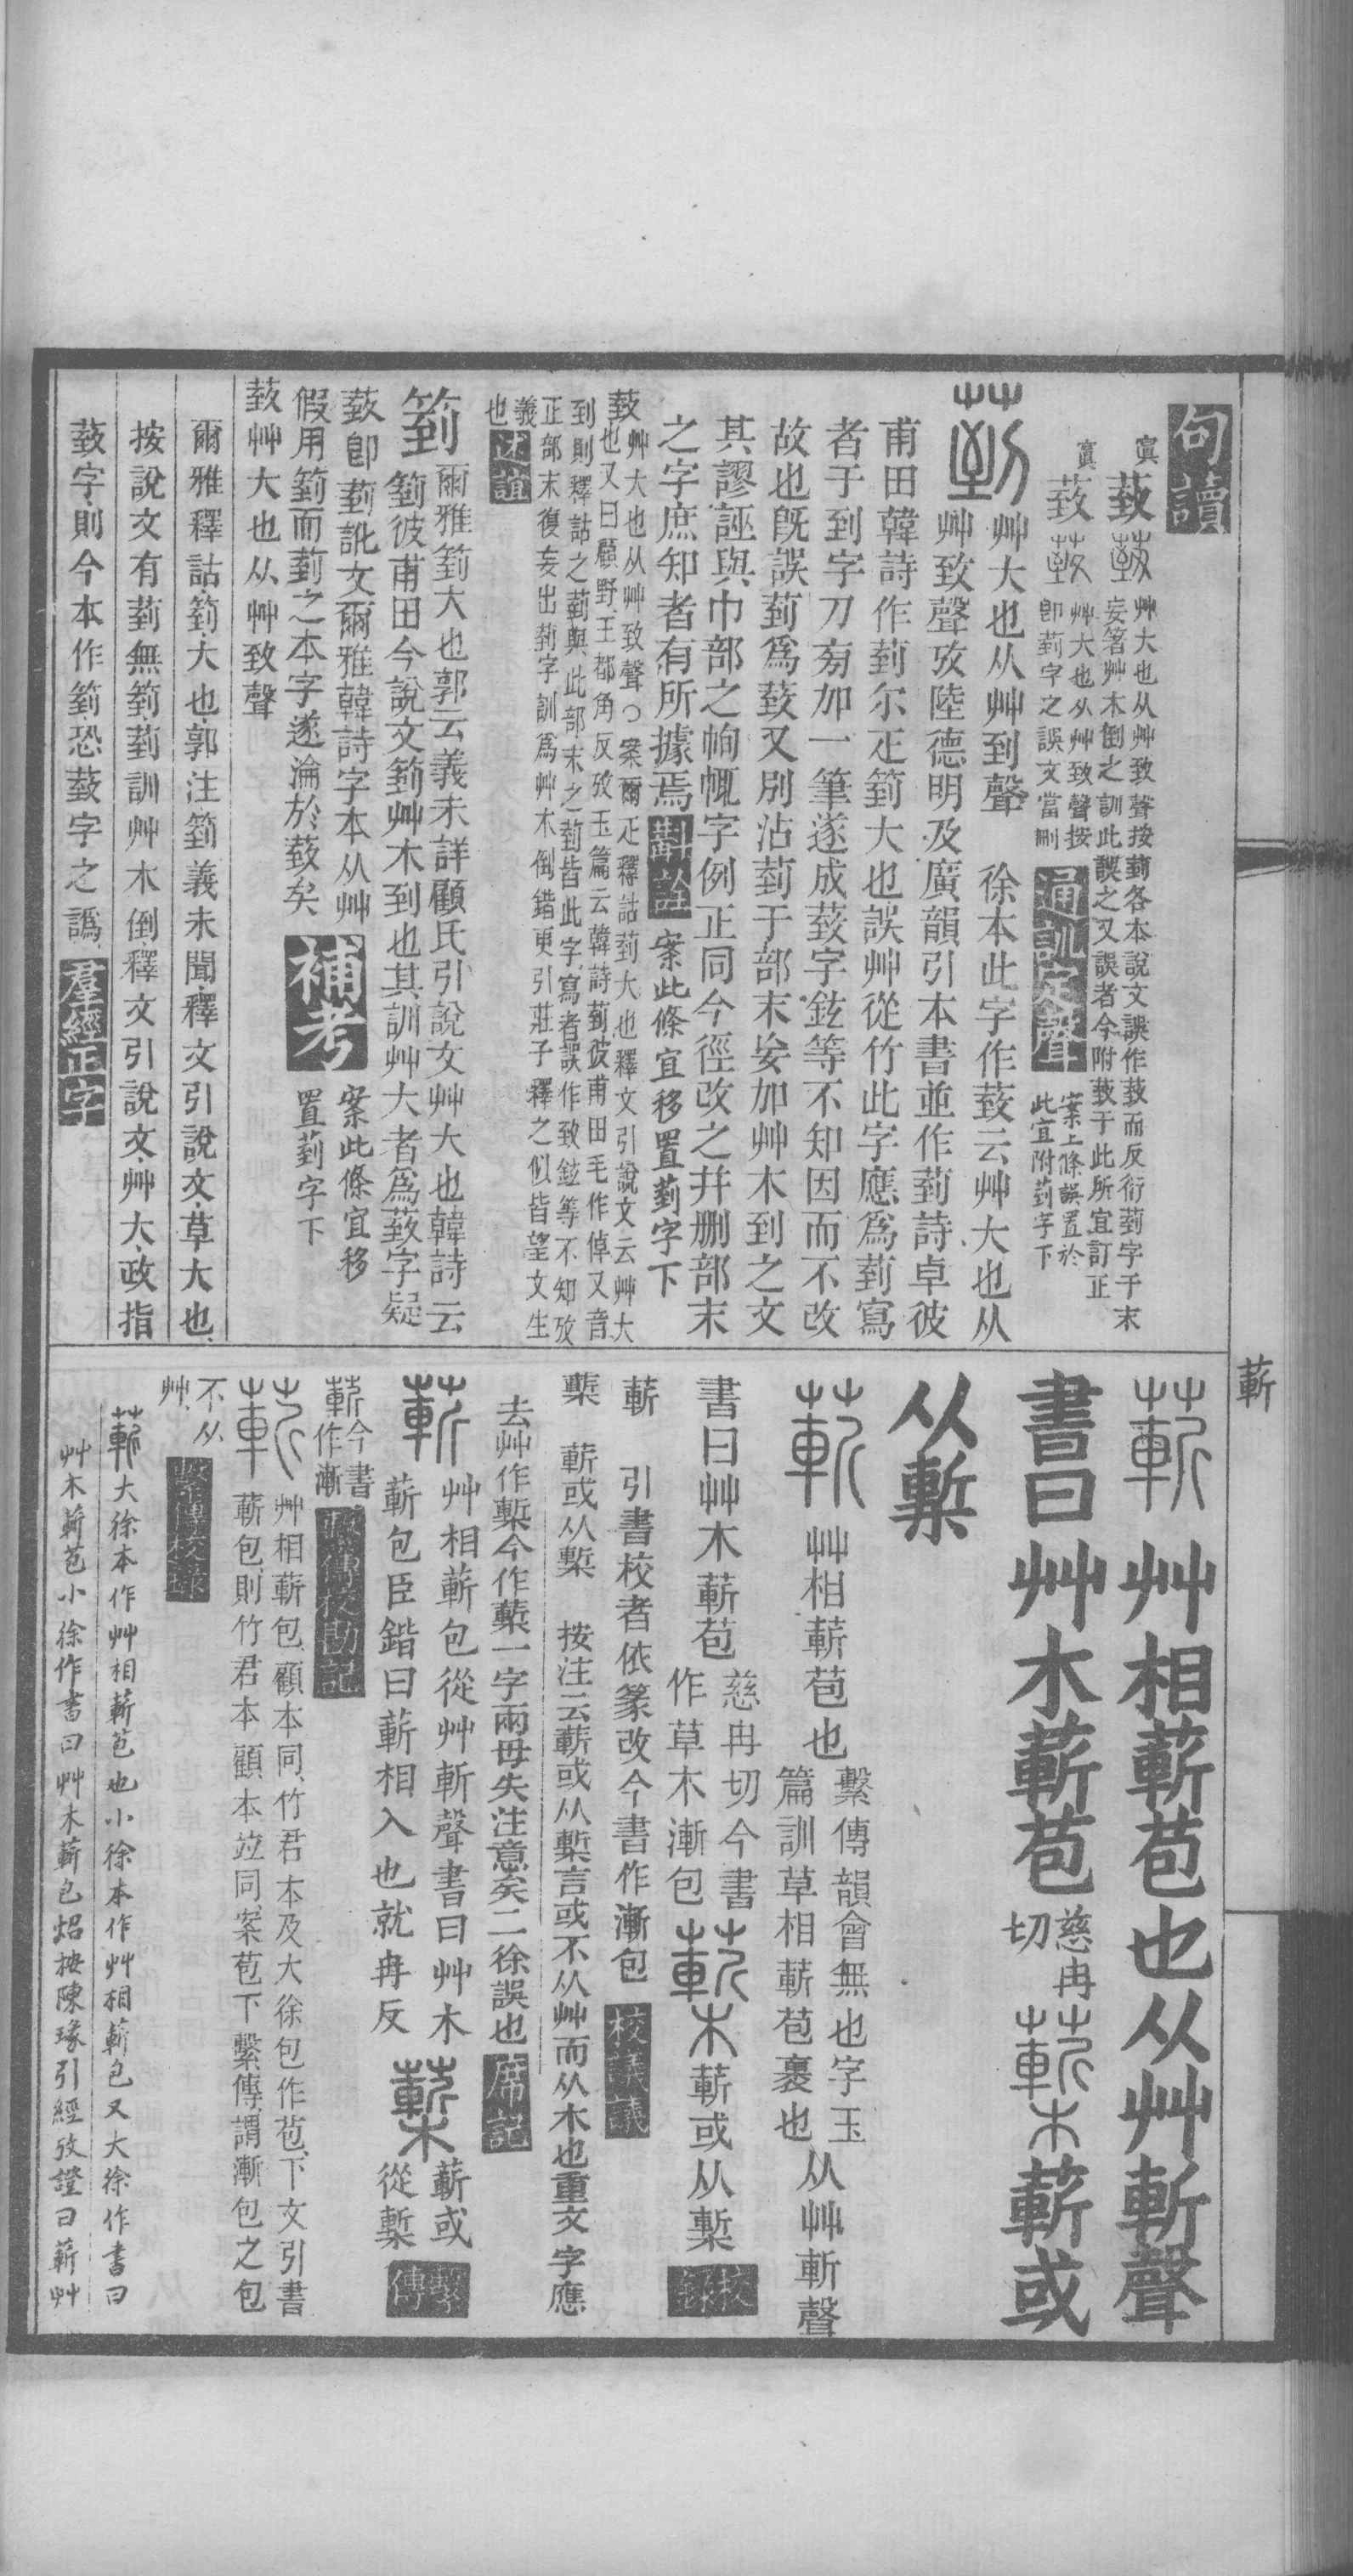 句讀
寘 蔱 艸大也从艸致聲按菿各本說文誤作蔱而反衍菿字于末
妄箸艸木倒之訓此誤之又誤者今附蔱于此所宜訂正
寘 蔱 艸大也从艸致聲按
卽菿字之誤文當刪
通訓定聲
案上條誤置於
此宜附菿字下
菿 艸大也从艸到聲 徐本此字作蔱云艸大也从
艸致聲攷陸德明及廣韻引本書並作菿詩卓彼
甫田韓詩作菿尔疋箌大也誤艸從竹此字應爲菿寫
者于到字刀旁加一筆遂成蔱字鉉等不知因而不改
故也旣誤菿爲蔱又別沾菿于部末妄加艸木到之文
其謬誣與巾部之㡒㡌字例正同今徑改之幷刪部末
之字庶知者有所據焉 斠詮 案此條宜移置菿字下
蔱 艸大也从艸致聲○案爾疋釋詁菿大也釋文引說文云艸大
也又曰顧野王都角反攷玉篇云韓詩菿彼甫田毛作倬又音
到則釋詁之菿與此部末之菿皆此字寫者誤作致鉉等不知攷
正部末復妄出菿字訓爲艸木倒錯更引莊子釋之似皆望文生
義
也 述誼
箌 爾雅箌大也郭云義未詳顧氏引說文艸大也韓詩云
箌彼甫田今說文箌艸木到也其訓艸大者爲蔱字疑
蔱卽菿訛文爾雅韓詩字本从艸
假用箌而菿之本字遂淪於蔱矣 補考 案此條宜移
置菿字下
蔱艸大也从艸致聲
爾雅釋詁箌大也郭注箌義未聞釋文引說文草大也
按說文有菿無箌菿訓艸木倒釋文引說文艸大政指
蔱字則今本作箌恐蔱字之譌 羣經正字
蔪
蔪 艸相蔪苞也从艸斬聲
書曰艸木蔪苞 慈冉
切 蔪或
从槧
蔪 艸相蔪苞也 繫傳韻會無也字玉
篇訓草相蔪苞裹也 从艸斬聲
書曰艸木蔪苞 慈冉切今書
作草木漸包 蔪或从槧 校錄
蔪 引書校者依篆改今書作漸包 校議議
槧 蔪或从槧 按注云蔪或从槧言或不从艸而从木也重文字應
去艸作槧今作蘗一字兩毋失注意矣二徐誤也 席記
蔪 艸相蔪包從艸斬聲書曰艸木
蔪包臣鍇曰蔪相入也就冉反 蔪或
從槧 繫傳
蔪 今書
作漸 繫傳校勘記
蔪 艸相蔪包顧本同竹君本及大徐包作苞下文引書
蔪包則竹君本顧本竝同案苞下繫傳謂漸包之包
不从
艸 繫傳校錄
蔪 大徐本作艸相蔪苞也小徐本作艸相蔪包又大徐作書曰
艸木蔪苞小徐作書曰艸木蔪包炤按陳瑑引經攷證曰蔪艸